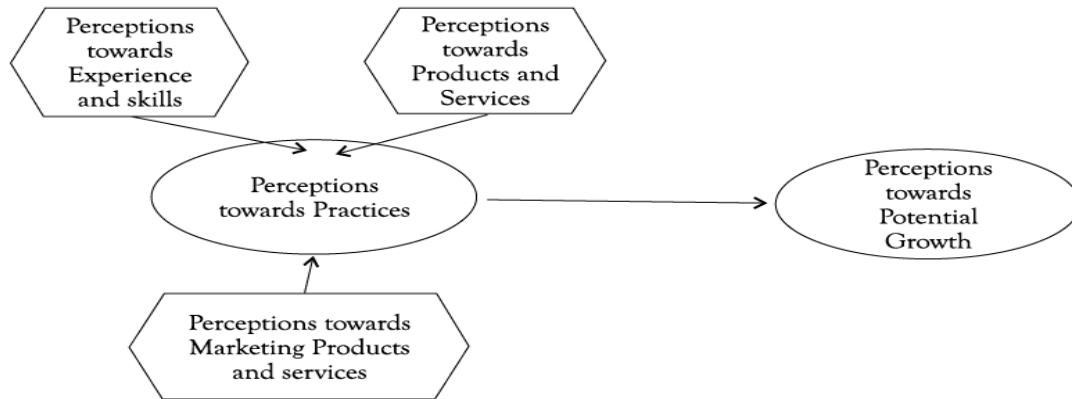 Perceptions
towards
Experience
and skills
Perceptions
towards
Products and
Services
Perceptions
towards Practices
Perceptions
towards
Potential
Growth
Perceptions towards
Marketing Products
and services